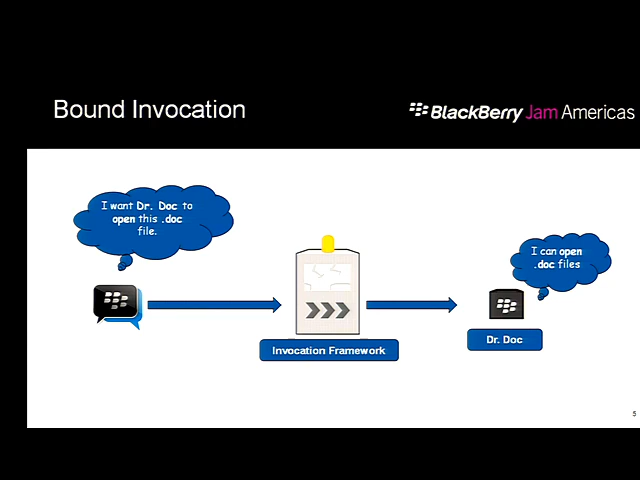 Bound Invocation
BlackBerry Jam Americas
I want Dr. Doc to
open this .doc
file.
I can open
.doc files
Invocation Framework
Dr. Doc
5